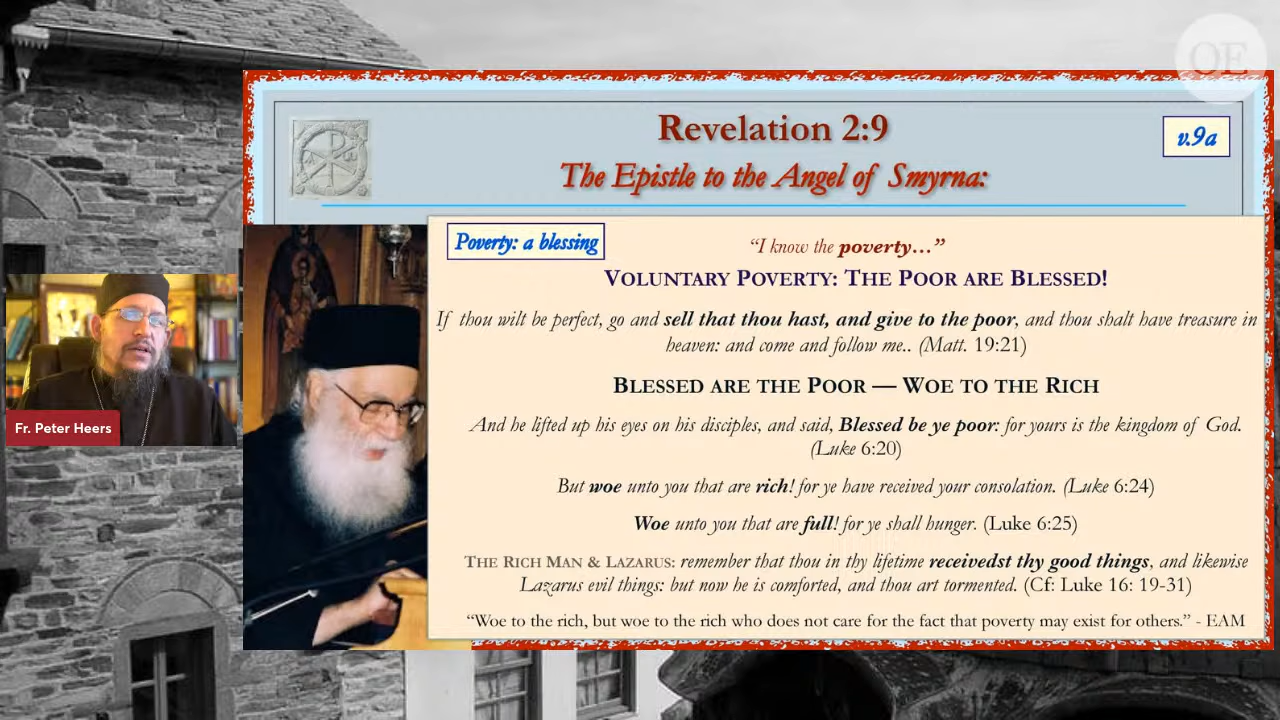 OE
Revelation 2:9
v.9a
The Epistle to the Angel of Smyrna:
Poverty: a blessing
“I know the poverty…”
VOLUNTARY POVERTY: THE POOR ARE BLESSED!
If thou wilt be perfect, go and sell that thou hast, and give to the poor, and thou shalt have treasure in
heaven: and come and follow me.. (Matt. 19:21)
BLESSED ARE THE POOR — WOE TO THE RICH
And he lifted up his eyes on his disciples, and said, Blessed be ye poor: for yours is the kingdom of God.
(Luke 6:20)
But woe unto you that are rich! for ye have received your consolation. (Luke 6:24)
Woe unto you that are full! for ye shall hunger. (Luke 6:25)
THE RICH MAN & LAZARUS: remember that thou in thy lifetime receivedst thy good things, and likewise
Lazarus evil things: but now he is comforted, and thou art tormented. (Cf: Luke 16: 19-31)
“Woe to the rich, but woe to the rich who does not care for the fact that poverty may exist for others.” - EAM
Fr. Peter Heers